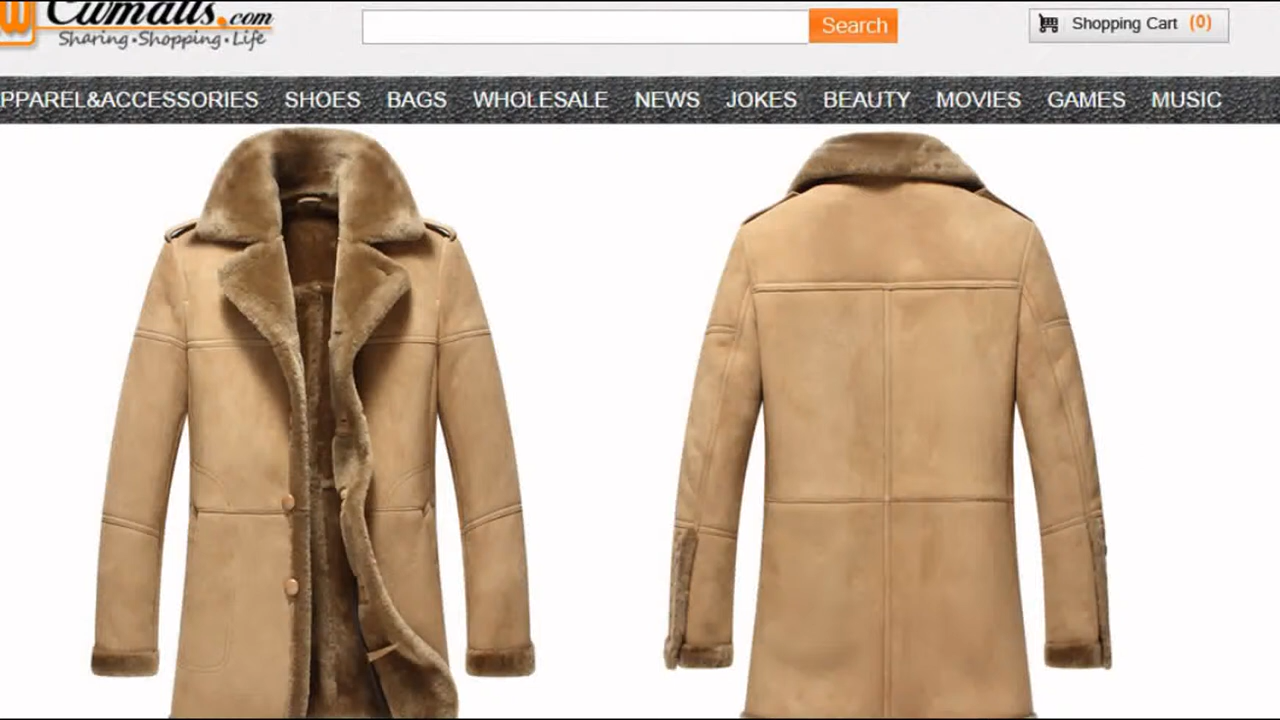 Cwmalls.com
Sharing•Shopping•Life
Search
Shopping Cart (0)
PPAREL&ACCESSORIES SHOES BAGS WHOLESALE NEWS JOKES BEAUTY MOVIES GAMES MUSIC